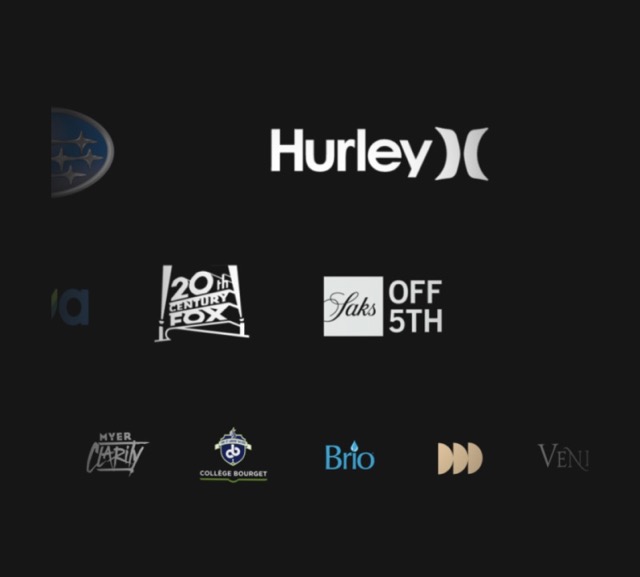 Hurley
20th
CENTURY
FOX
Saks
OFF
5TH
MYER
CLARITY
COLLÈGE BOURGET
Brio
VENI